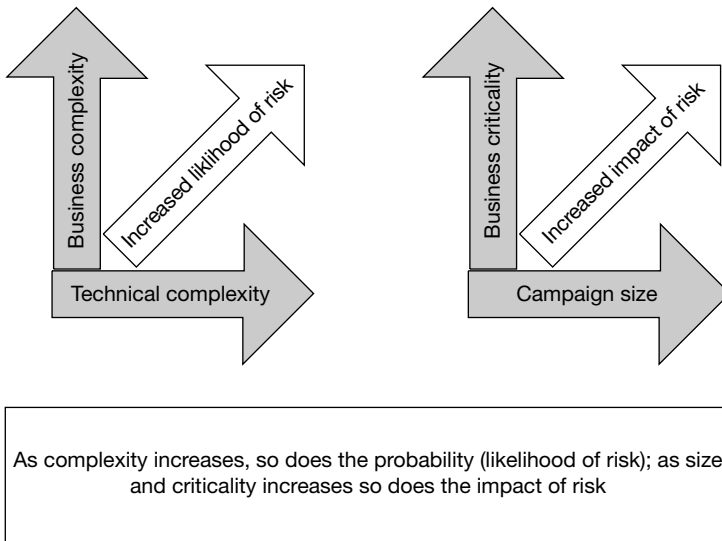 Business complexity
Increased liklihood of risk
Technical complexity
Business criticality
Increased impact of risk
Campaign size
As complexity increases, so does the probability (likelihood of risk); as size
and criticality increases so does the impact of risk